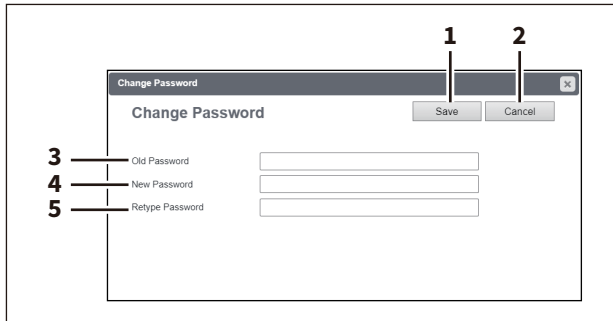 1 2
Change Password
Change Password Save Cancel
3 Old Password
4 New Password
5 Retype Password